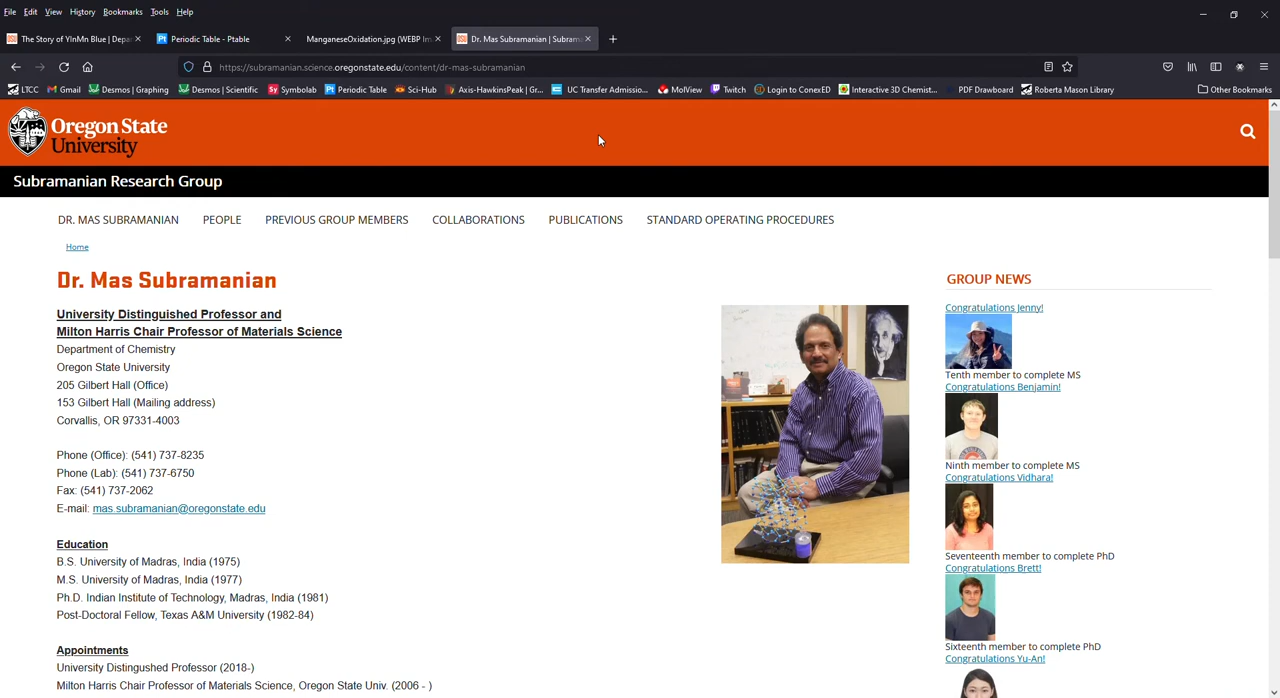 File Edit View History Bookmarks Tools Help
The Story of YInMn Blue | Depar
Periodic Table - Ptable
ManganeseOxidation.jpg (WEBP Im
Dr. Mas Subramanian | Subrama
https://subramanian.science.oregonstate.edu/content/dr-mas-subramanian
LTCC Gmail Desmos | Graphing Desmos | Scientific Symbolab Periodic Table Sci-Hub Axis-HawkinsPeak | Gr... UC Transfer Admissio... MolView Twitch Login to ConexED Interactive 3D Chemist... PDF Drawboard Roberta Mason Library Other Bookmarks
Oregon State
University
Subramanian Research Group
DR. MAS SUBRAMANIAN PEOPLE PREVIOUS GROUP MEMBERS COLLABORATIONS PUBLICATIONS STANDARD OPERATING PROCEDURES
Home
Dr. Mas Subramanian
University Distinguished Professor and
Milton Harris Chair Professor of Materials Science
Department of Chemistry
Oregon State University
205 Gilbert Hall (Office)
153 Gilbert Hall (Mailing address)
Corvallis, OR 97331-4003
Phone (Office): (541) 737-8235
Phone (Lab): (541) 737-6750
Fax: (541) 737-2062
E-mail: mas.subramanian@oregonstate.edu
Education
B.S. University of Madras, India (1975)
M.S. University of Madras, India (1977)
Ph.D. Indian Institute of Technology, Madras, India (1981)
Post-Doctoral Fellow, Texas A&M University (1982-84)
Appointments
University Distingushed Professor (2018-)
Milton Harris Chair Professor of Materials Science, Oregon State Univ. (2006 - )
GROUP NEWS
Congratulations Jenny!
Tenth member to complete MS
Congratulations Benjamin!
Ninth member to complete MS
Congratulations Vidhara!
Seventeenth member to complete PhD
Congratulations Brett!
Sixteenth member to complete PhD
Congratulations Yu-An!